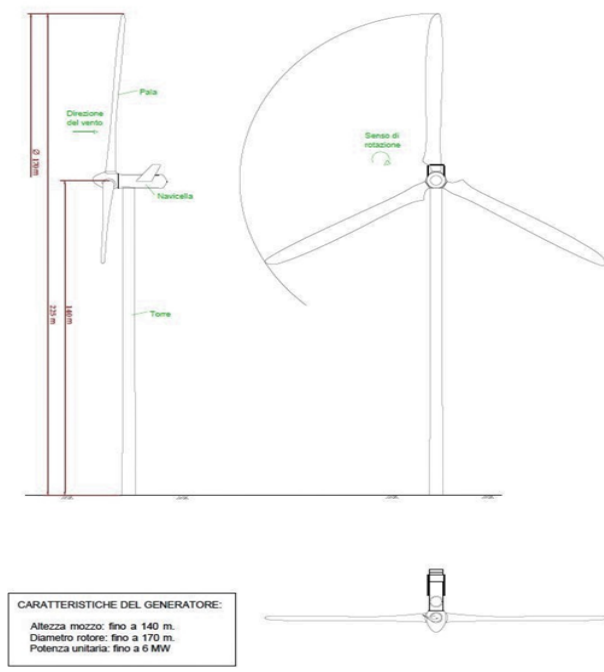 Pala
Direzione
del vento
Senso di
rotazione
Ø 170 m
Navicella
225 m
140 m
Torre
CARATTERISTICHE DEL GENERATORE:
Altezza mozzo: fino a 140 m.
Diametro rotore: fino a 170 m.
Potenza unitaria: fino a 6 MW